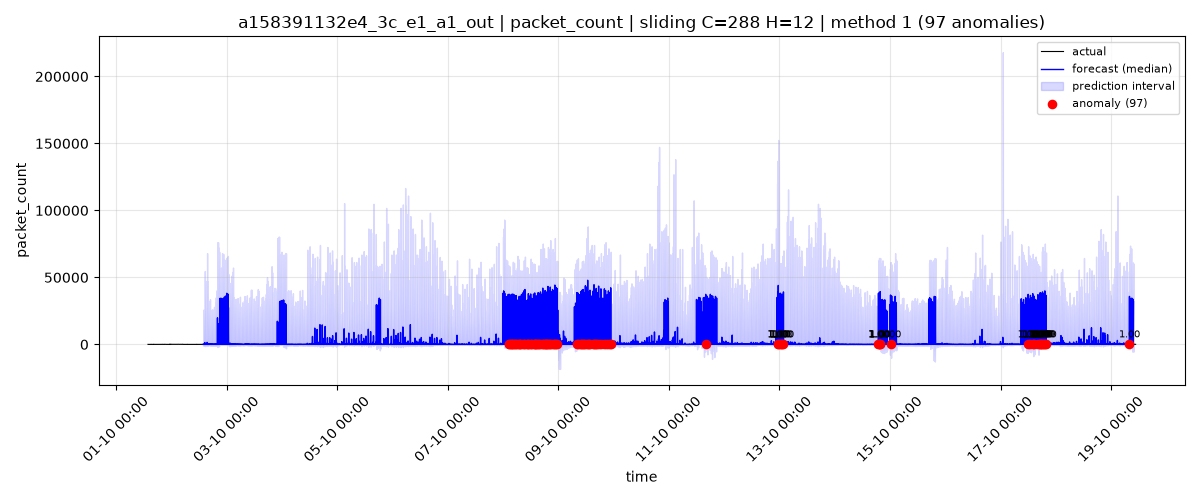 a158391132e4_3c_e1_a1_out | packet_count | sliding C=288 H=12 | method 1 (97 anomalies)
actual
forecast (median)
prediction interval
anomaly (97)
packet_count
200000
150000
100000
50000
0
1.00
01-10 00:00
03-10 00:00
05-10 00:00
07-10 00:00
09-10 00:00
11-10 00:00
13-10 00:00
15-10 00:00
17-10 00:00
19-10 00:00
time